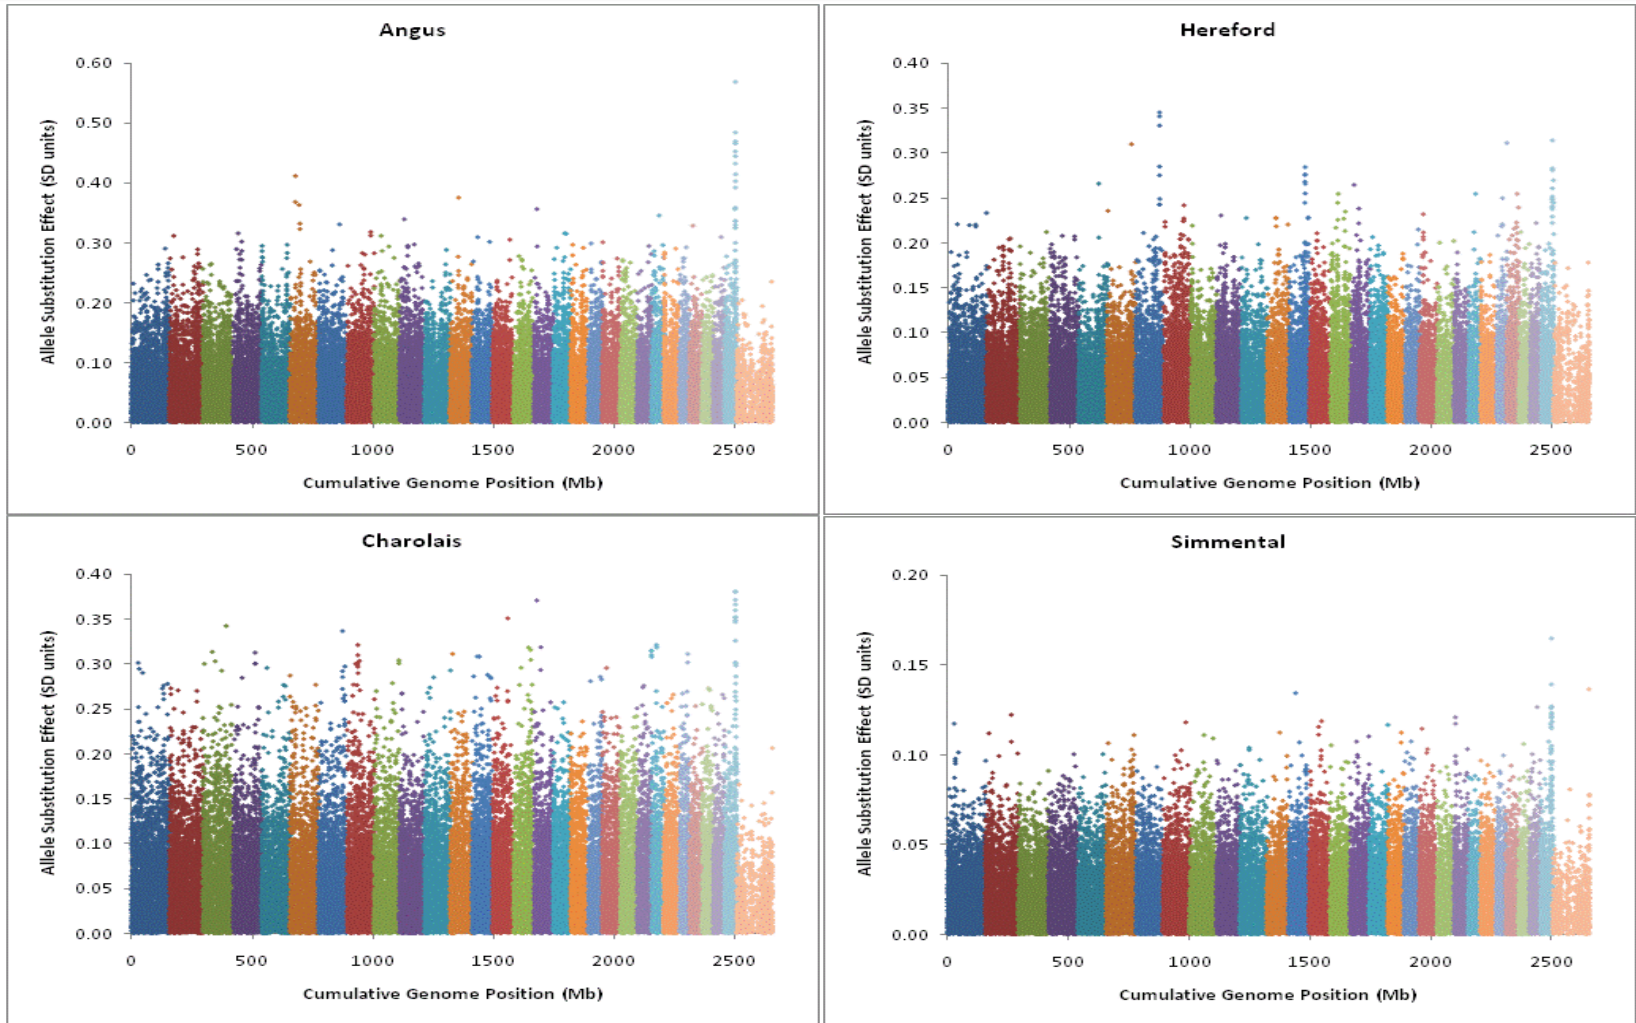 Angus
Allele Substitution Effect (SD units)
0.60
0.50
0.40
0.30
0.20
0.10
0.00
0 500 1000 1500 2000 2500
Cumulative Genome Position (Mb)
Hereford
Allele Substitution Effect (SD units)
0.40
0.35
0.30
0.25
0.20
0.15
0.10
0.05
0.00
0 500 1000 1500 2000 2500
Cumulative Genome Position (Mb)
Charolais
Allele Substitution Effect (SD units)
0.40
0.35
0.30
0.25
0.20
0.15
0.10
0.05
0.00
0 500 1000 1500 2000 2500
Cumulative Genome Position (Mb)
Simmental
Allele Substitution Effect (SD units)
0.20
0.15
0.10
0.05
0.00
0 500 1000 1500 2000 2500
Cumulative Genome Position (Mb)